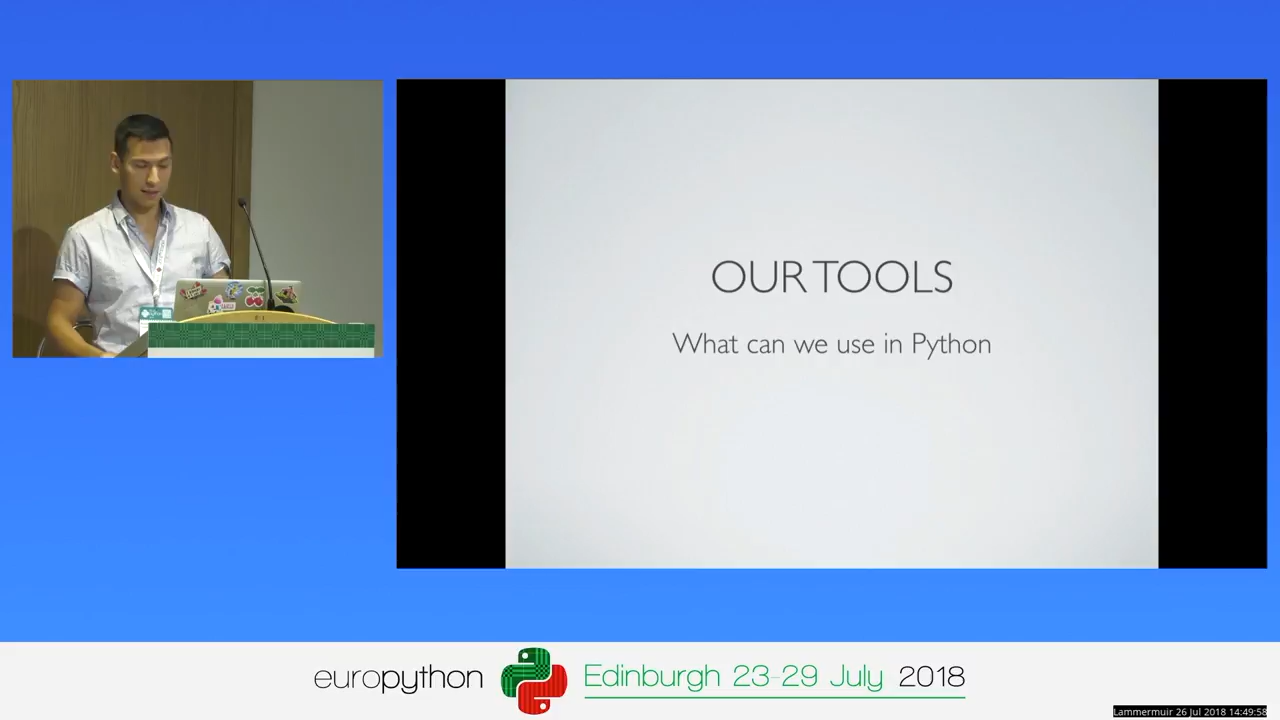 OUR TOOLS
What can we use in Python
europython
Edinburgh 23-29 July 2018
Lammermuir 26 Jul 2018 14:49:58